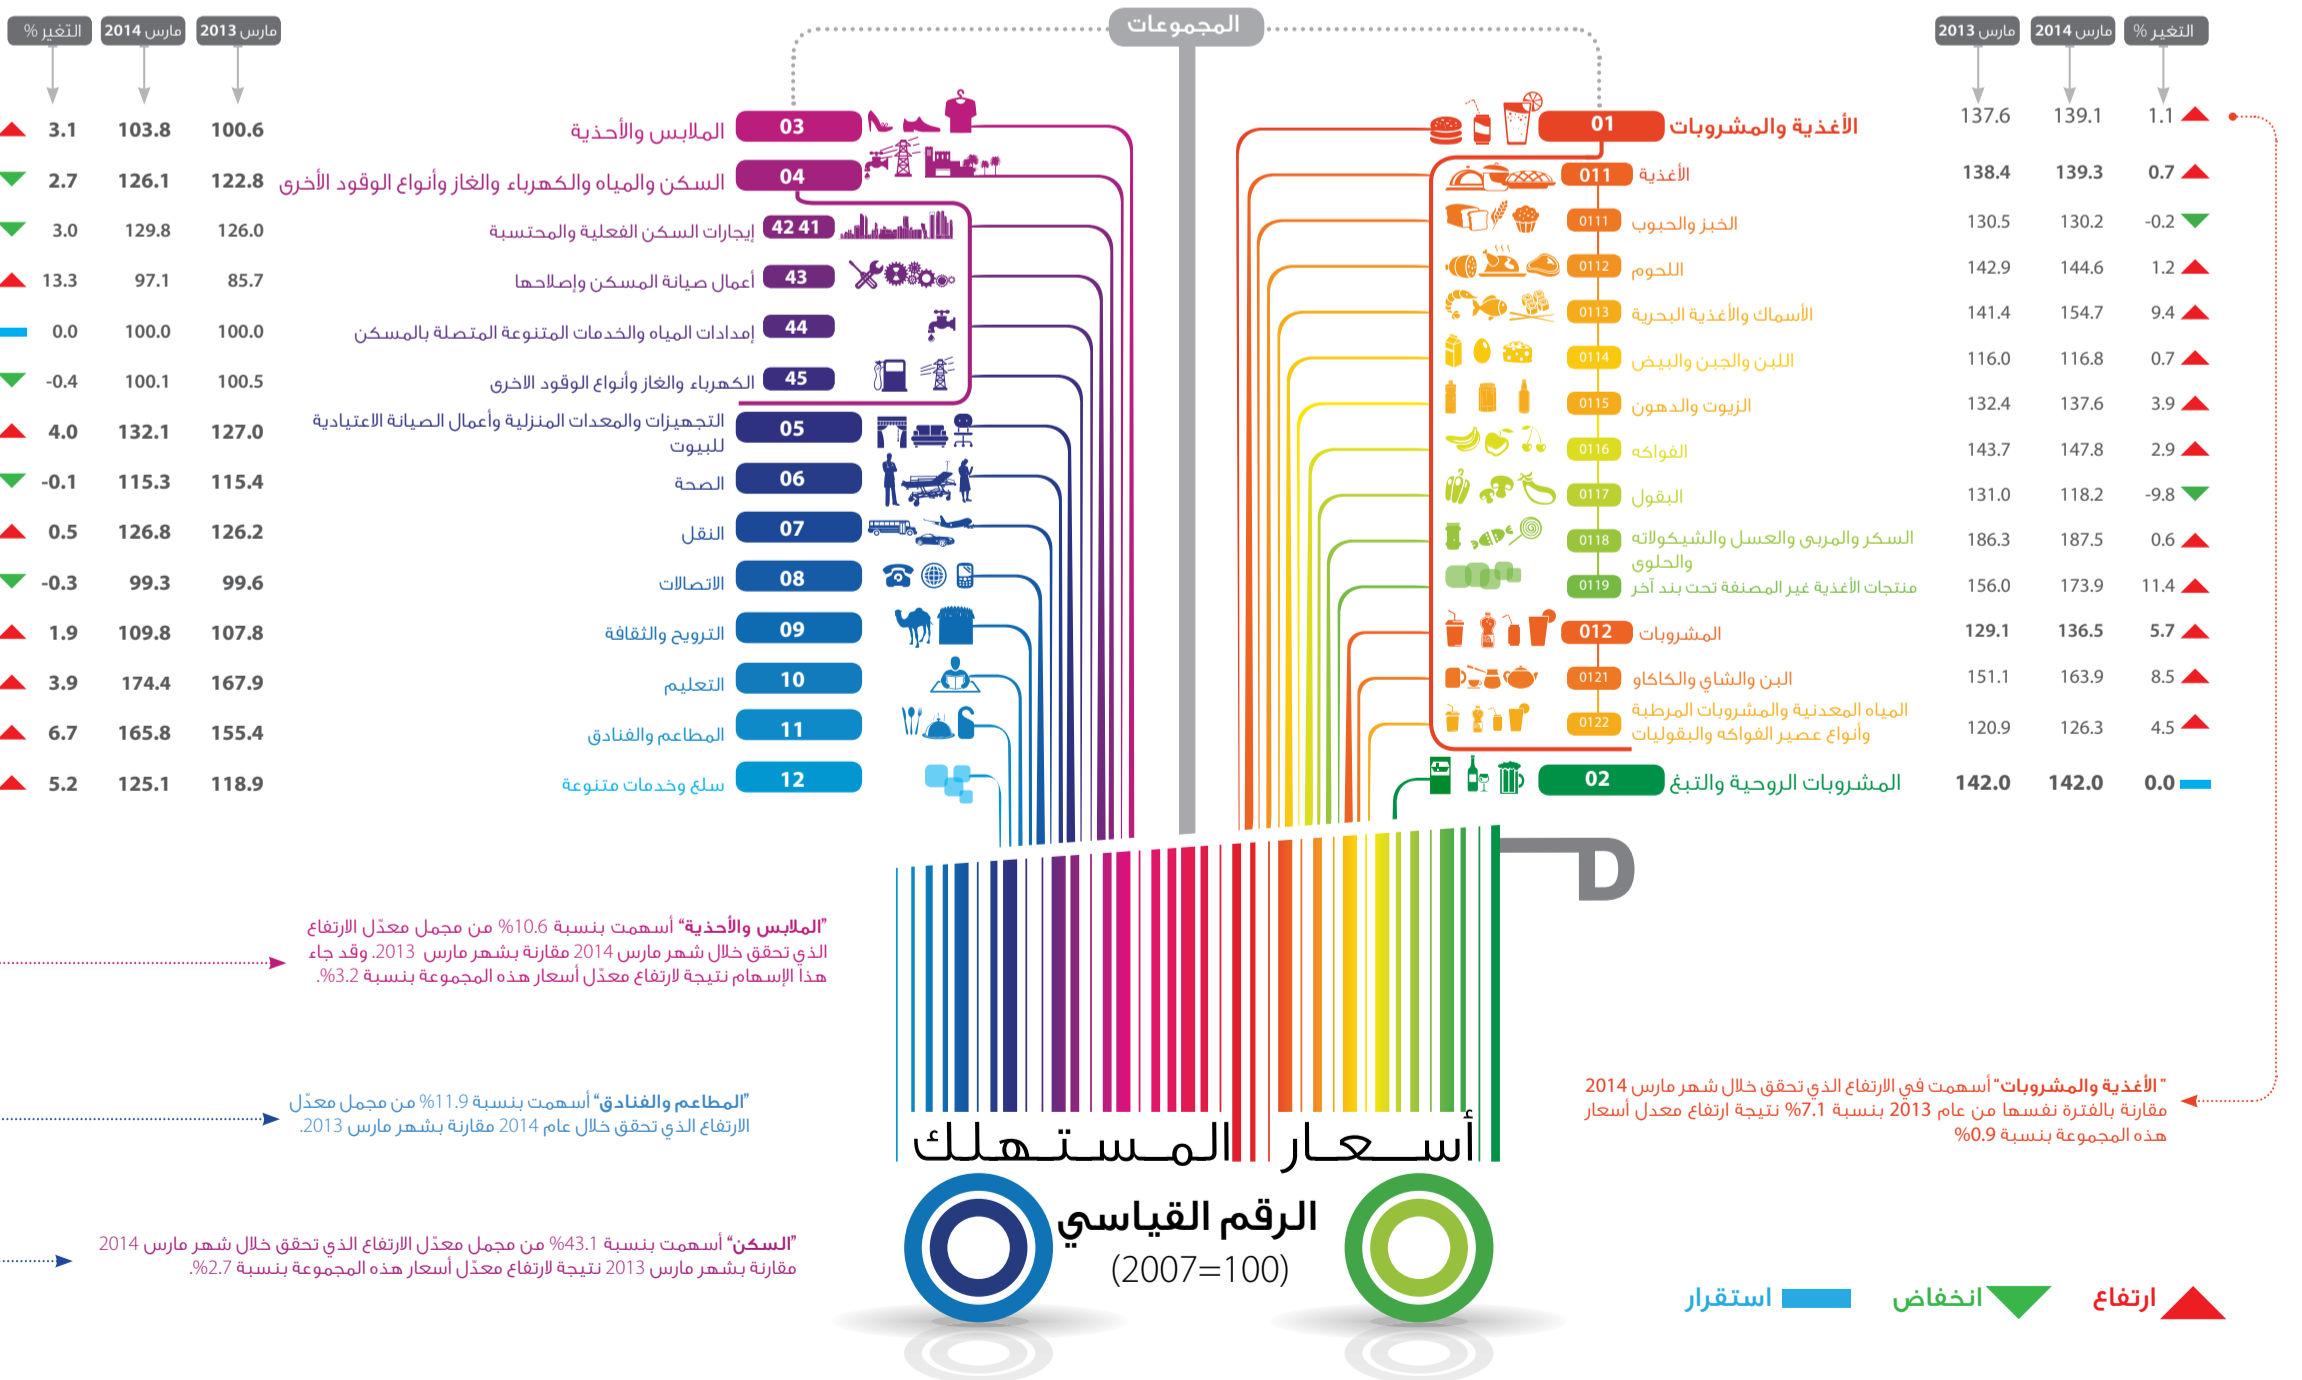 المجموعات
مارس 2013 مارس 2014 التغير %
01 الأغذية والمشروبات 137.6 139.1 1.1
011 الأغذية 138.4 139.3 0.7
0111 الخبز والحبوب 130.5 130.2 -0.2
0112 اللحوم 142.9 144.6 1.2
0113 الأسماك والأغذية البحرية 141.4 154.7 9.4
0114 اللبن والجبن والبيض 116.0 116.8 0.7
0115 الزيوت والدهون 132.4 137.6 3.9
0116 الفواكه 143.7 147.8 2.9
0117 البقول 131.0 118.2 -9.8
0118 السكر والمربى والعسل والشيكولاته 186.3 187.5 0.6
والحلوى
0119 منتجات الأغذية غير المصنفة تحت بند آخر 156.0 173.9 11.4
012 المشروبات 129.1 136.5 5.7
0121 البن والشاي والكاكاو 151.1 163.9 8.5
المياه المعدنية والمشروبات المرطبة
0122 وأنواع عصير الفواكه والبقوليات 120.9 126.3 4.5
02 المشروبات الروحية والتبغ 142.0 142.0 0.0
مارس 2013 مارس 2014 التغير %
03 الملابس والأحذية 100.6 103.8 3.1
04 السكن والمياه والكهرباء والغاز وأنواع الوقود الأخرى 122.8 126.1 2.7
41 42 إيجارات السكن الفعلية والمحتسبة 126.0 129.8 3.0
43 أعمال صيانة المسكن وإصلاحها 85.7 97.1 13.3
44 إمدادات المياه والخدمات المتنوعة المتصلة بالمسكن 100.0 100.0 0.0
45 الكهرباء والغاز وأنواع الوقود الاخرى 100.5 100.1 -0.4
05 التجهيزات والمعدات المنزلية وأعمال الصيانة الاعتيادية 127.0 132.1 4.0
للبيوت
06 الصحة 115.4 115.3 -0.1
07 النقل 126.2 126.8 0.5
08 الاتصالات 99.6 99.3 -0.3
09 الترويح والثقافة 107.8 109.8 1.9
10 التعليم 167.9 174.4 3.9
11 المطاعم والفنادق 155.4 165.8 6.7
12 سلع وخدمات متنوعة 118.9 125.1 5.2
"الأغذية والمشروبات" أسهمت في الارتفاع الذي تحقق خلال شهر مارس 2014
مقارنة بالفترة نفسها من عام 2013 بنسبة 7.1% نتيجة ارتفاع معدل أسعار
هذه المجموعة بنسبة 0.9%
"الملابس والأحذية" أسهمت بنسبة 10.6% من مجمل معدّل الارتفاع
الذي تحقق خلال شهر مارس 2014 مقارنة بشهر مارس 2013. وقد جاء
هذا الإسهام نتيجة لارتفاع معدّل أسعار هذه المجموعة بنسبة 3.2%.
"المطاعم والفنادق" أسهمت بنسبة 11.9% من مجمل معدّل
الارتفاع الذي تحقق خلال عام 2014 مقارنة بشهر مارس 2013.
"السكن" أسهمت بنسبة 43.1% من مجمل معدّل الارتفاع الذي تحقق خلال شهر مارس 2014
مقارنة بشهر مارس 2013 نتيجة لارتفاع معدّل أسعار هذه المجموعة بنسبة 2.7%.
أسعار المستهلك
الرقم القياسي
(2007=100)
ارتفاع انخفاض استقرار